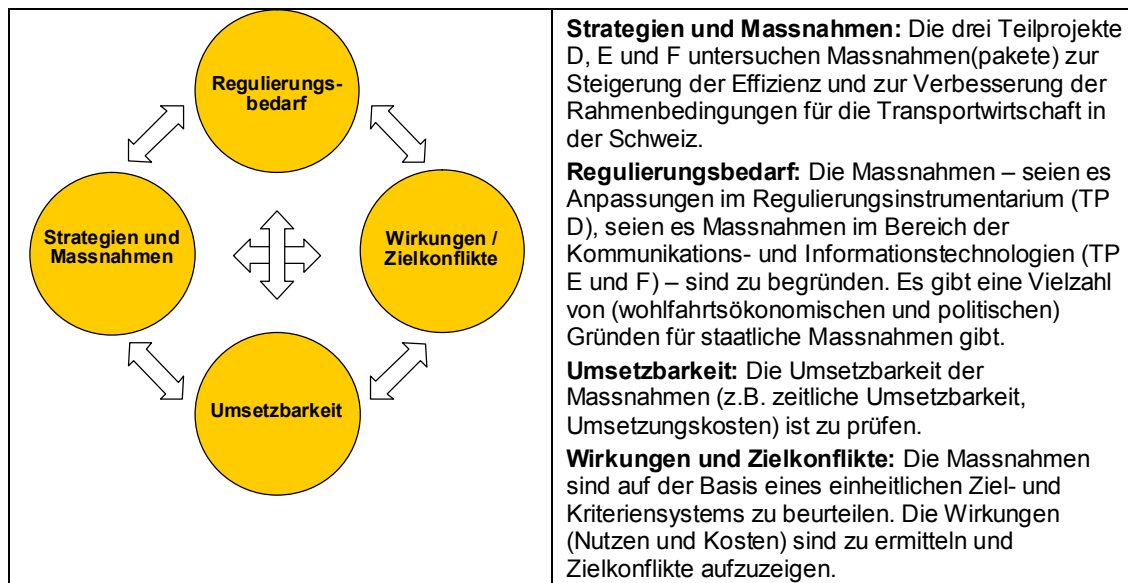 Regulierungs-
bedarf
Strategien und
Massnahmen
Wirkungen /
Zielkonflikte
Umsetzbarkeit
Strategien und Massnahmen: Die drei Teilprojekte
D, E und F untersuchen Massnahmen(pakete) zur
Steigerung der Effizienz und zur Verbesserung der
Rahmenbedingungen für die Transportwirtschaft in
der Schweiz.
Regulierungsbedarf: Die Massnahmen – seien es
Anpassungen im Regulierungsinstrumentarium (TP
D), seien es Massnahmen im Bereich der
Kommunikations- und Informationstechnologien (TP
E und F) – sind zu begründen. Es gibt eine Vielzahl
von (wohlfahrtsökonomischen und politischen)
Gründen für staatliche Massnahmen gibt.
Umsetzbarkeit: Die Umsetzbarkeit der
Massnahmen (z.B. zeitliche Umsetzbarkeit,
Umsetzungskosten) ist zu prüfen.
Wirkungen und Zielkonflikte: Die Massnahmen
sind auf der Basis eines einheitlichen Ziel- und
Kriteriensystems zu beurteilen. Die Wirkungen
(Nutzen und Kosten) sind zu ermitteln und
Zielkonflikte aufzuzeigen.